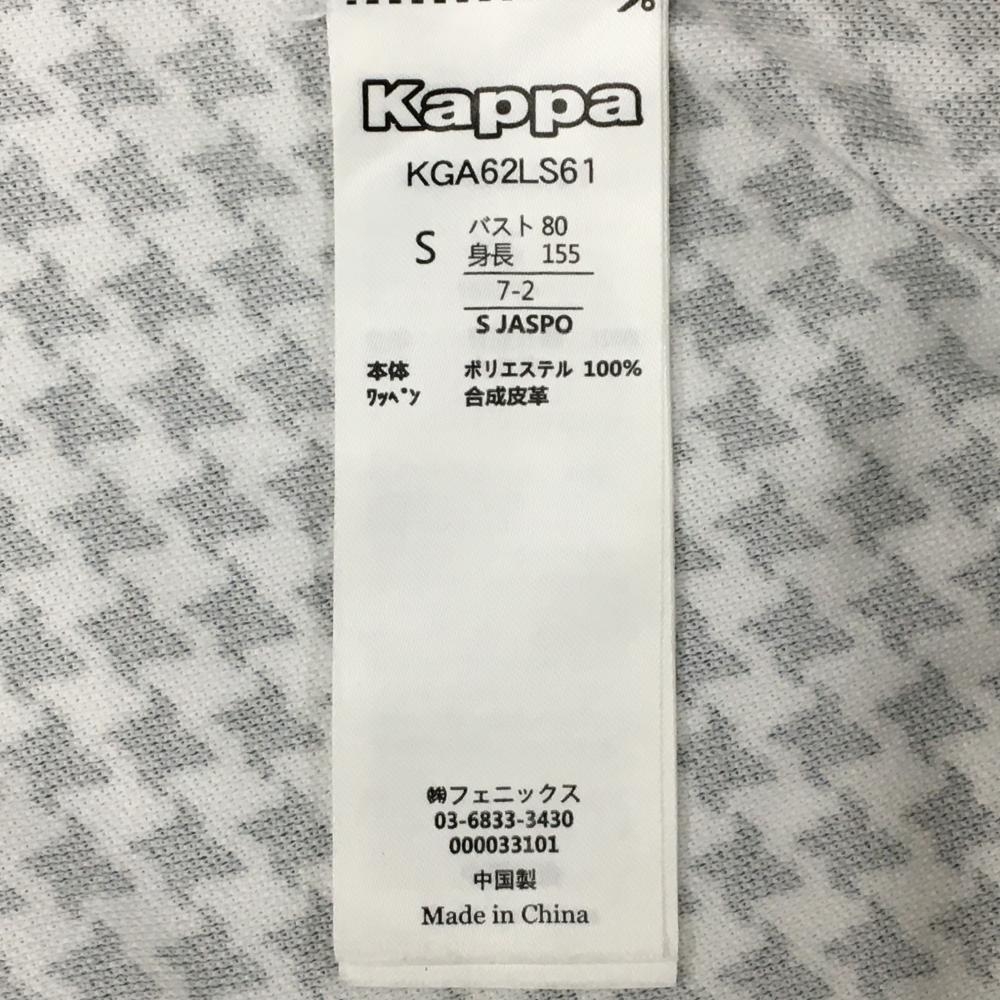 Kappa
KGA62LS61
S
バスト 80
身長 155
7-2
S JASPO
本体 ポリエステル 100%
ﾜｯﾍﾟﾝ 合成皮革
㈱フェニックス
03-6833-3430
000033101
中国製
Made in China